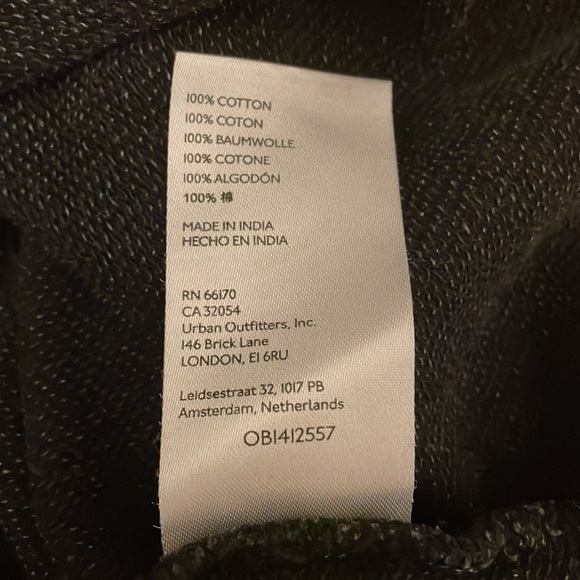 100% COTTON
100% COTON
100% BAUMWOLLE
100% COTONE
100% ALGODÓN
100% 棉
MADE IN INDIA
HECHO EN INDIA
RN 66170
CA 32054
Urban Outfitters, Inc.
146 Brick Lane
LONDON, E1 6RU
Leidsestraat 32, 1017 PB
Amsterdam, Netherlands
OB1412557